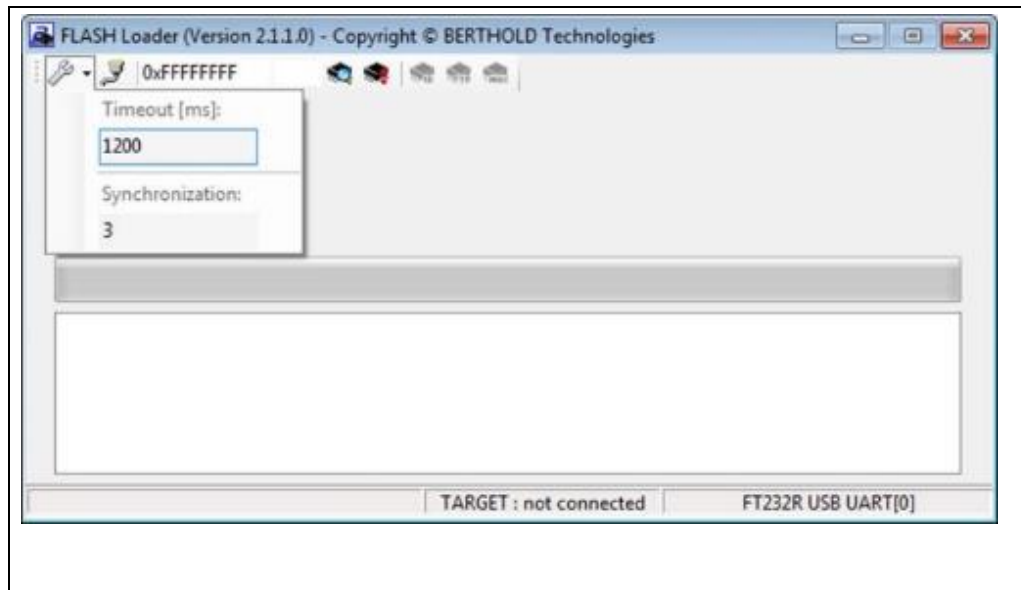 FLASH Loader (Version 2.1.1.0) - Copyright © BERTHOLD Technologies
0xFFFFFFFF
Timeout [ms]:
1200
Synchronization:
3
TARGET : not connected
FT232R USB UART[0]